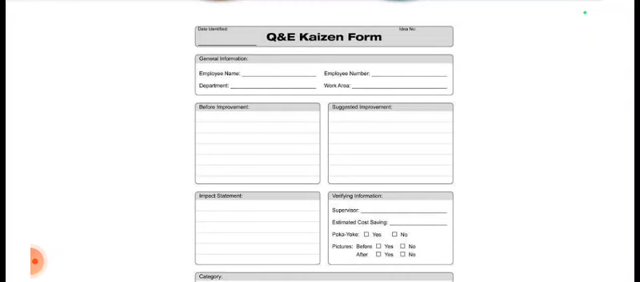 Date Identified:
Idea No:
Q&E Kaizen Form
General Information:
Employee Name:
Employee Number:
Department:
Work Area:
Before Improvement:
Suggested Improvement:
Impact Statement:
Verifying Information:
Supervisor:
Estimated Cost Saving:
Poka-Yoke: Yes No
Pictures: Before Yes No
After Yes No
Category: